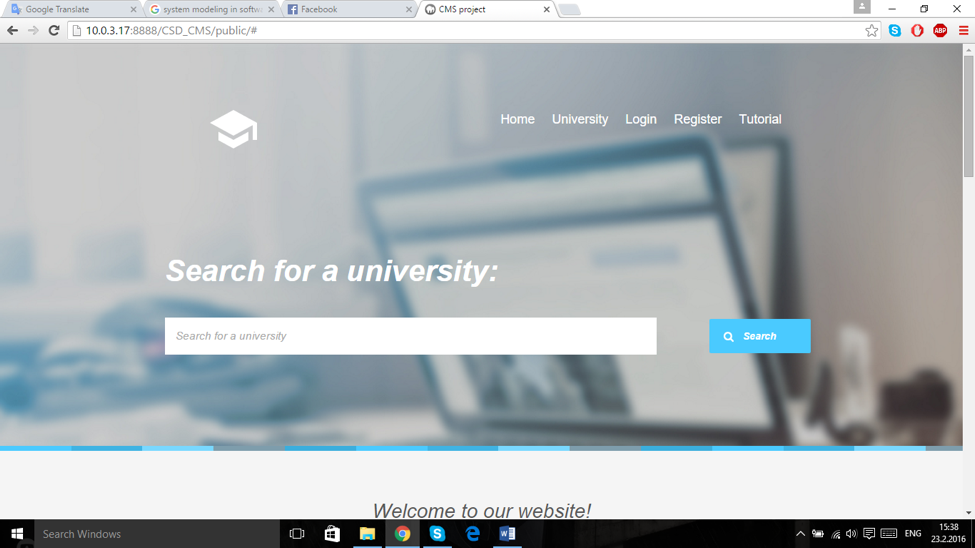 Google Translate
system modeling in softw
Facebook
CMS project
10.0.3.17:8888/CSD_CMS/public/#
ABP
Home University Login Register Tutorial
Search for a university:
Search for a university
Search
Welcome to our website!
Search Windows
ENG
15:38
23.2.2016